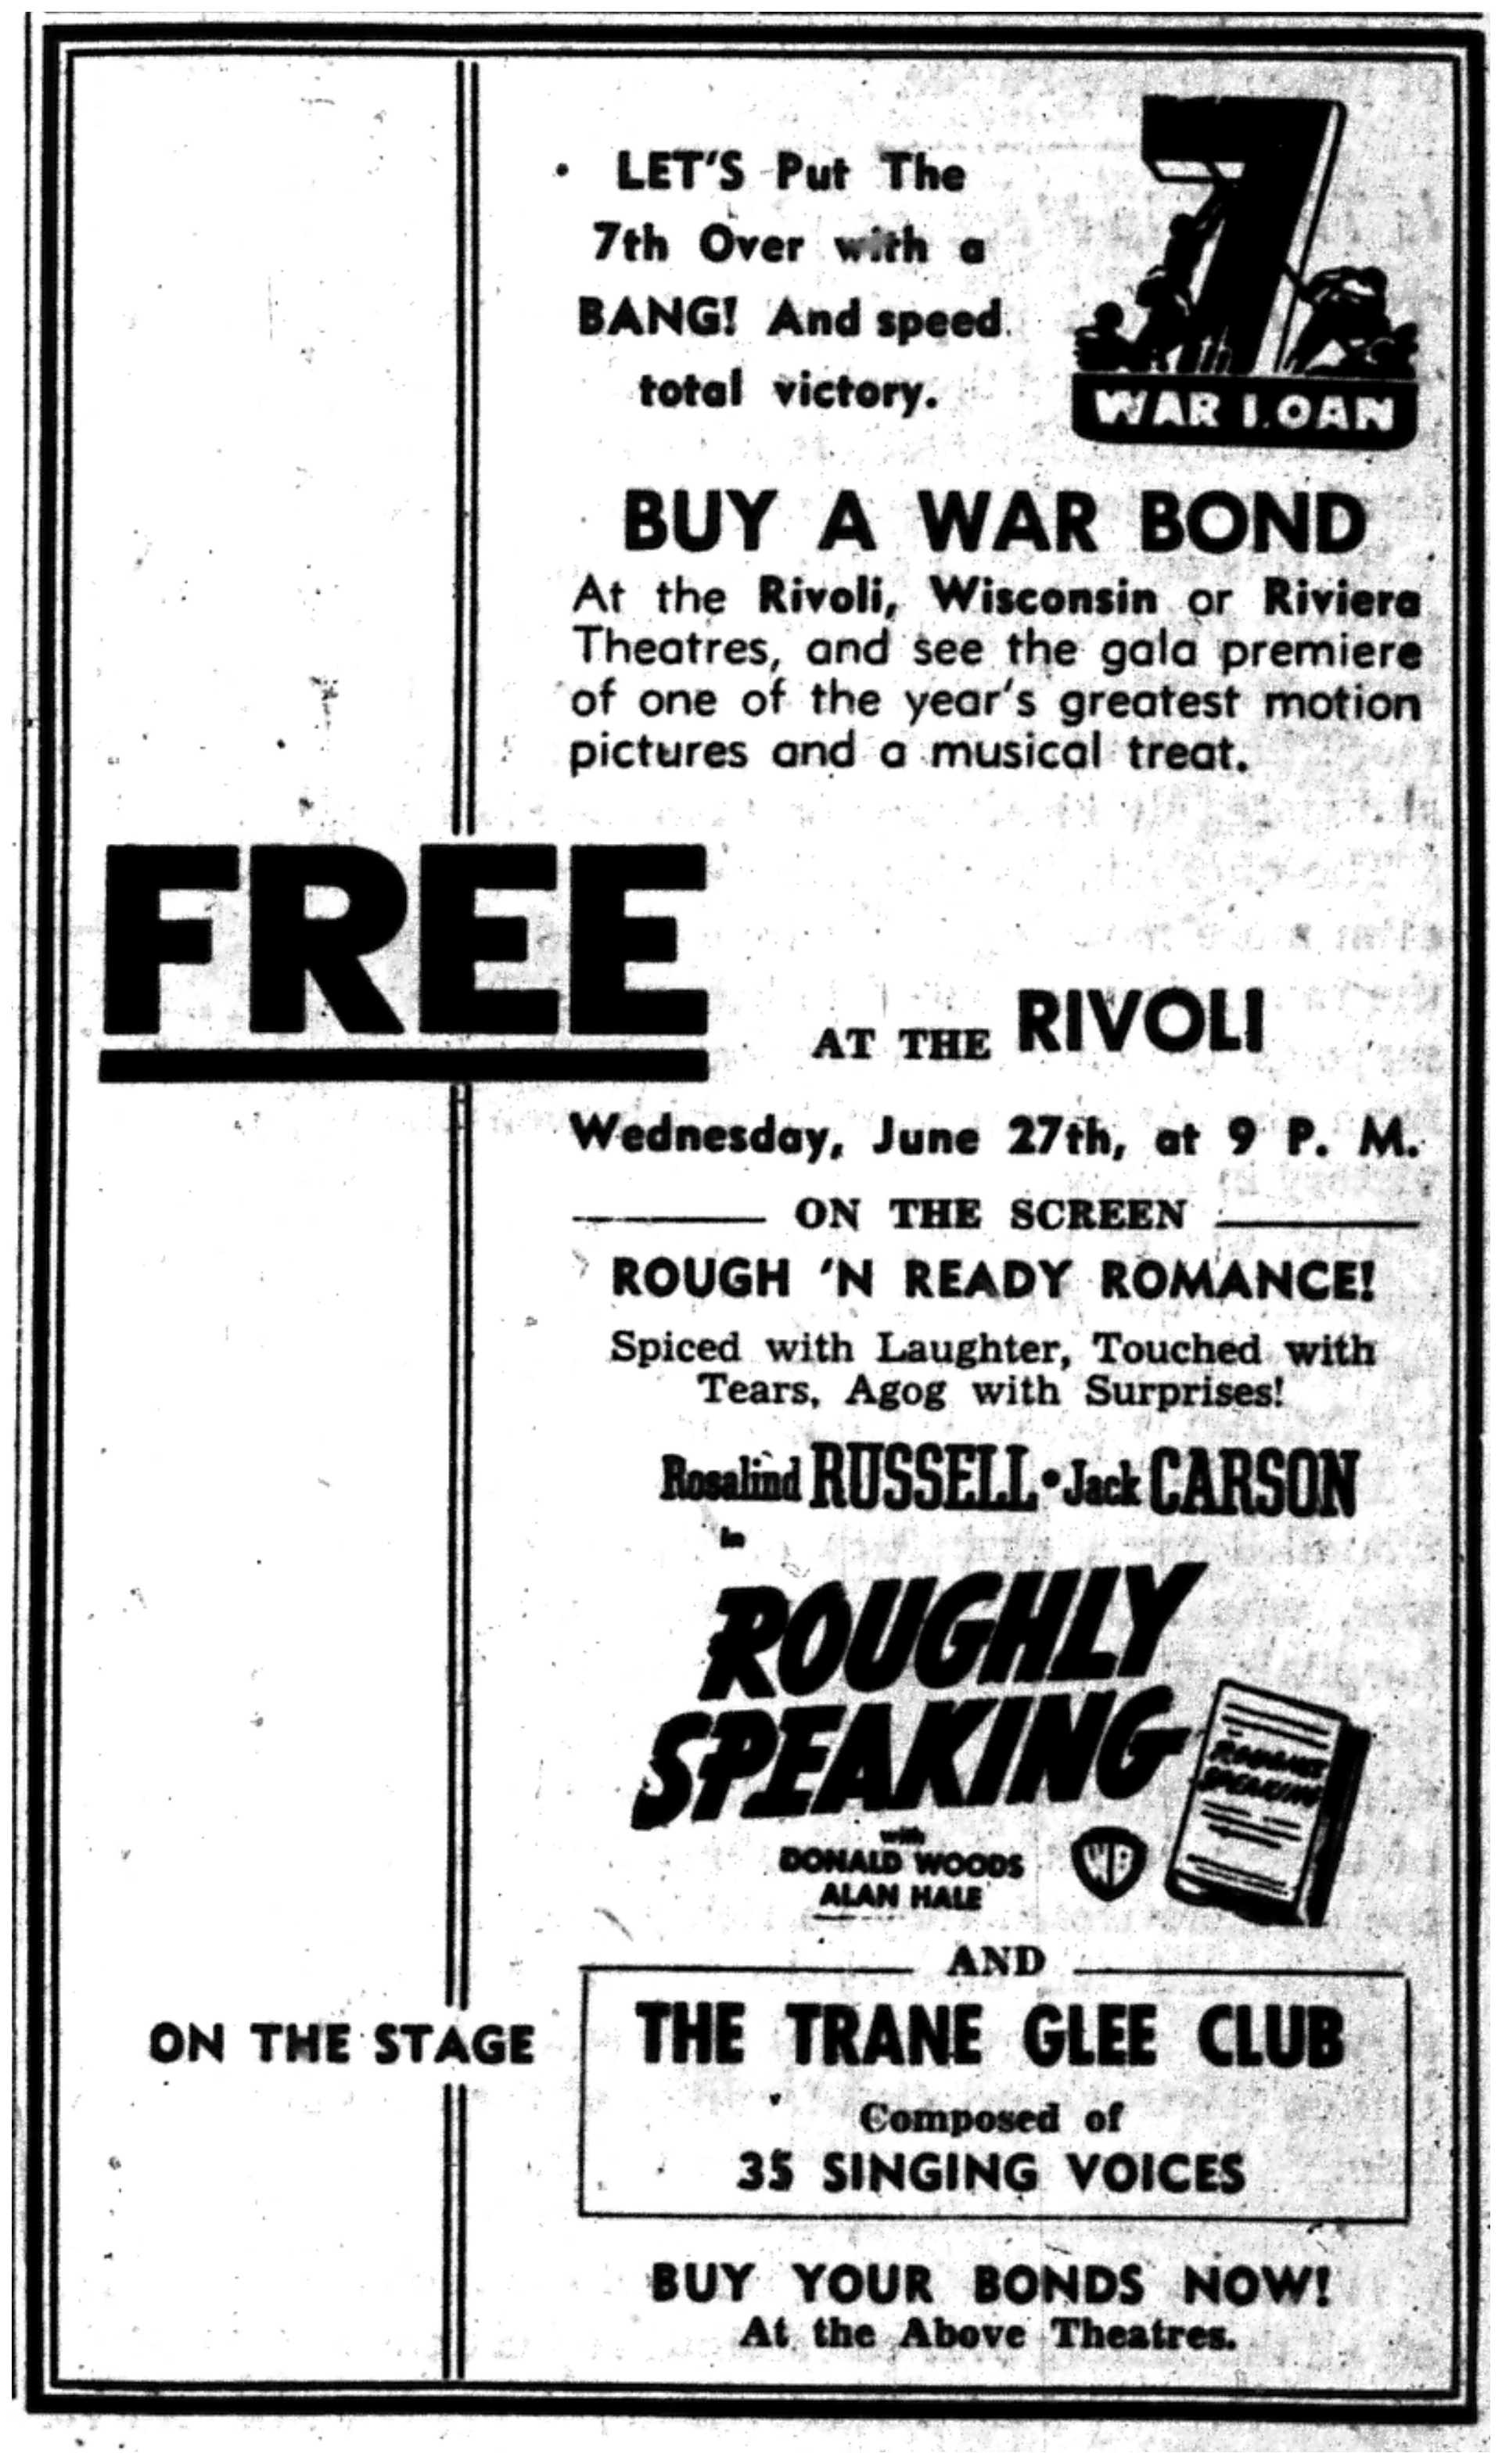 LET'S Put The
7th Over with a
BANG! And speed
total victory.
7
WAR LOAN
BUY A WAR BOND
At the Rivoli, Wisconsin or Riviera
Theatres, and see the gala premiere
of one of the year's greatest motion
pictures and a musical treat.
FREE
AT THE RIVOLI
Wednesday, June 27th, at 9 P. M.
ON THE SCREEN
ROUGH 'N READY ROMANCE!
Spiced with Laughter, Touched with
Tears, Agog with Surprises!
Rosalind RUSSELL • Jack CARSON
in
ROUGHLY
SPEAKING
ROUGHLY
SPEAKING
with
DONALD WOODS
ALAN HALE
WB
AND
ON THE STAGE
THE TRANE GLEE CLUB
Composed of
35 SINGING VOICES
BUY YOUR BONDS NOW!
At the Above Theatres.